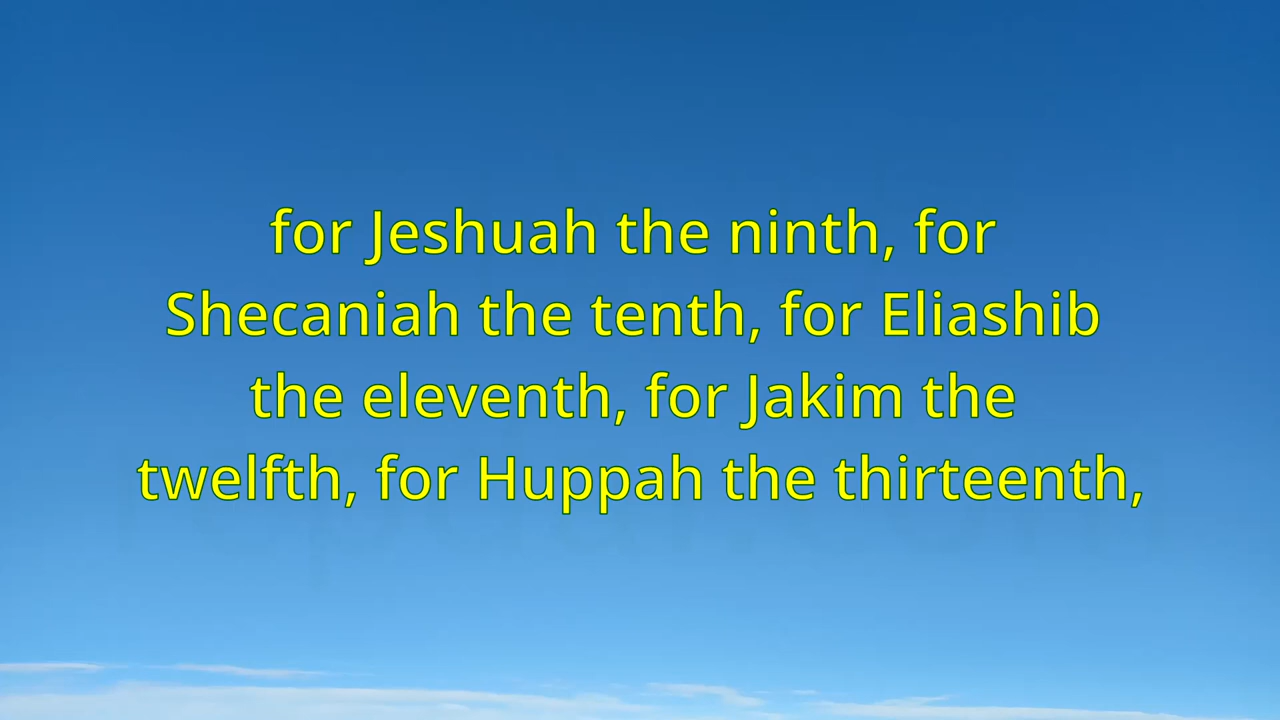 for Jeshuah the ninth, for
Shecaniah the tenth, for Eliashib
the eleventh, for Jakim the
twelfth, for Huppah the thirteenth,